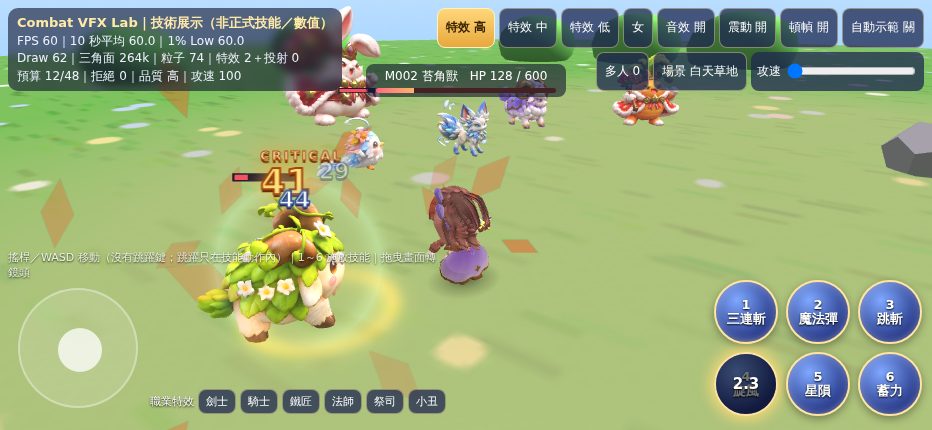 Combat VFX Lab | 技術展示（非正式技能／數值）
FPS 60 | 10 秒平均 60.0 | 1% Low 60.0
Draw 62 | 三角面 264k | 粒子 74 | 特效 2＋投射 0
預算 12/48 | 拒絕 0 | 品質 高 | 攻速 100
特效 高
特效 中
特效 低
女
音效 開
震動 開
頓幀 開
自動示範 關
多人 0
場景 白天草地
攻速
M002 苔角獸 HP 128 / 600
CRITICAL
41
29
44
搖桿／WASD 移動（沒有跳躍鍵；跳躍只在技能動作內） | 1～6 施放技能 | 拖曳畫面轉
鏡頭
1
三連斬
2
魔法彈
3
跳斬
4
2.3
旋風
5
星隕
6
蓄力
職業特效
劍士
騎士
鐵匠
法師
祭司
小丑